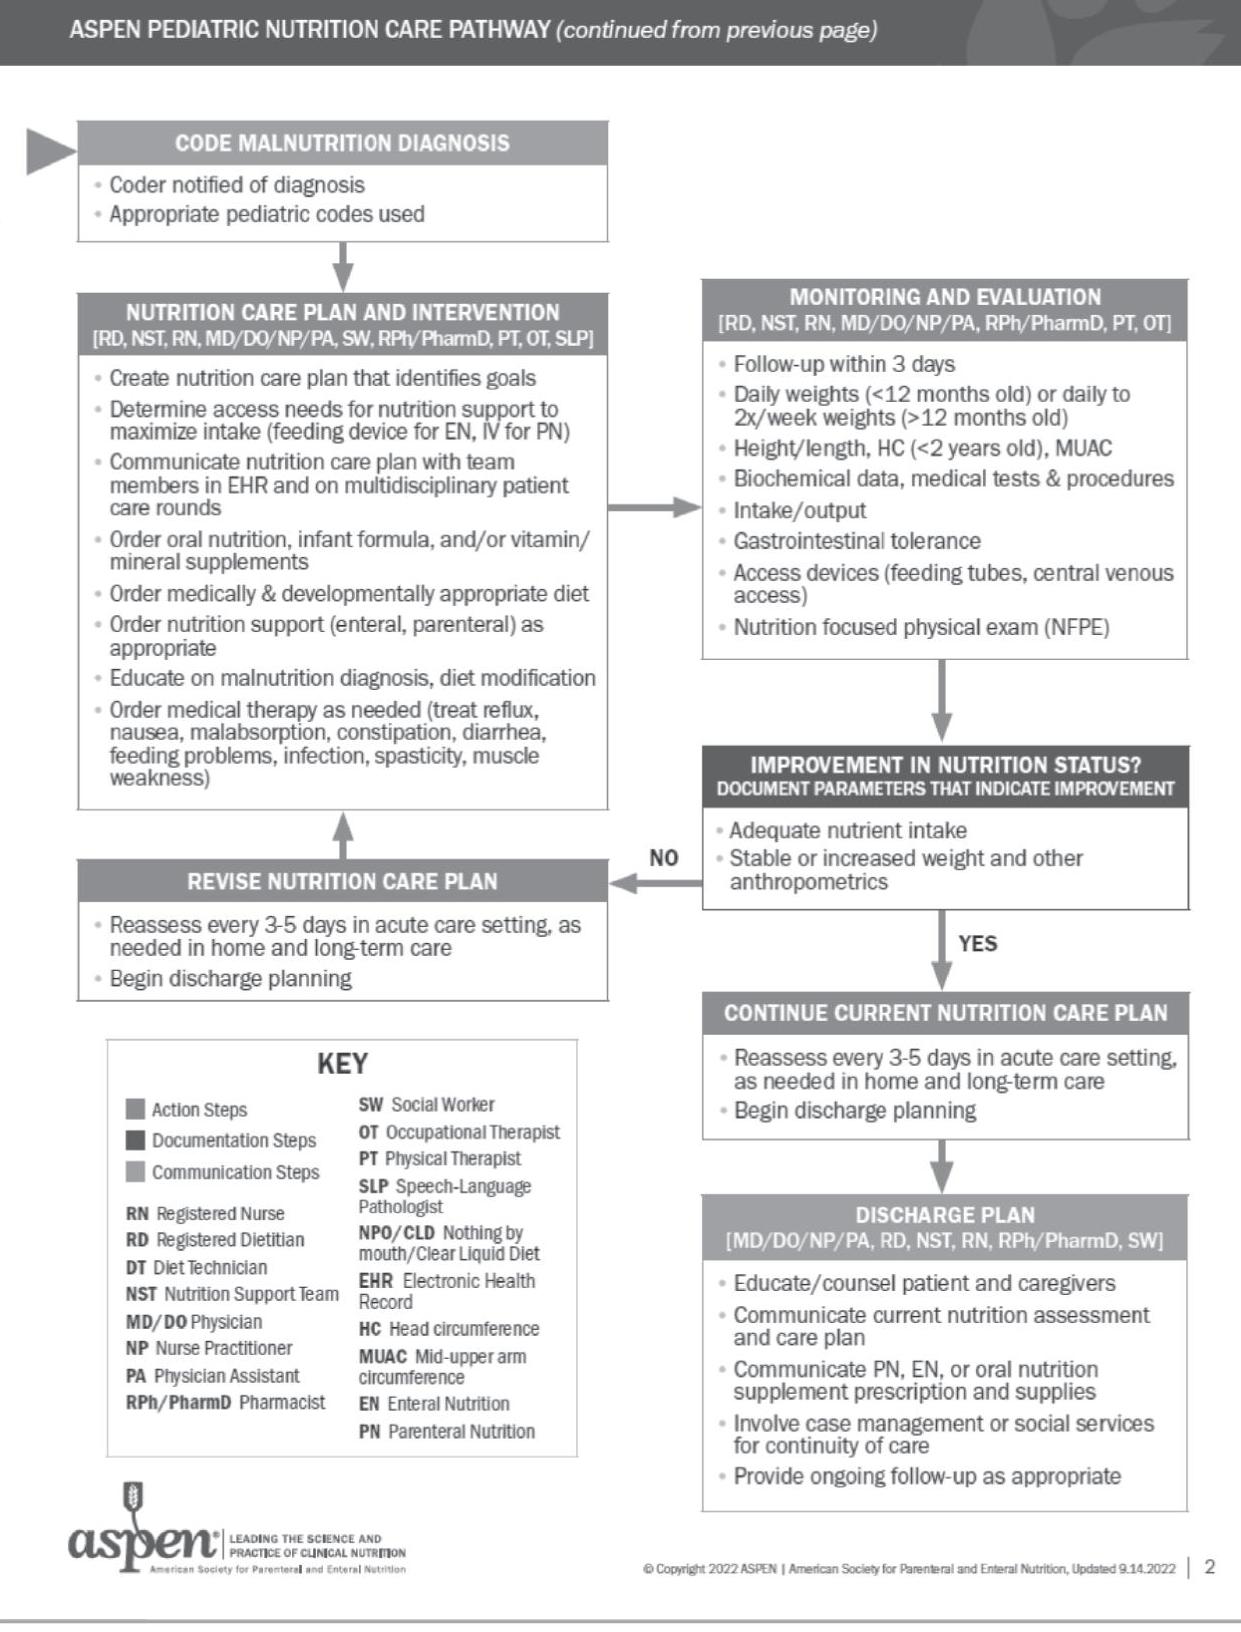 ASPEN PEDIATRIC NUTRITION CARE PATHWAY (continued from previous page)
CODE MALNUTRITION DIAGNOSIS
• Coder notified of diagnosis
• Appropriate pediatric codes used
NUTRITION CARE PLAN AND INTERVENTION
[RD, NST, RN, MD/DO/NP/PA, SW, RPh/PharmD, PT, OT, SLP]
• Create nutrition care plan that identifies goals
• Determine access needs for nutrition support to
maximize intake (feeding device for EN, IV for PN)
• Communicate nutrition care plan with team
members in EHR and on multidisciplinary patient
care rounds
• Order oral nutrition, infant formula, and/or vitamin/
mineral supplements
• Order medically & developmentally appropriate diet
• Order nutrition support (enteral, parenteral) as
appropriate
• Educate on malnutrition diagnosis, diet modification
• Order medical therapy as needed (treat reflux,
nausea, malabsorption, constipation, diarrhea,
feeding problems, infection, spasticity, muscle
weakness)
MONITORING AND EVALUATION
[RD, NST, RN, MD/DO/NP/PA, RPh/PharmD, PT, OT]
• Follow-up within 3 days
• Daily weights (<12 months old) or daily to
2x/week weights (>12 months old)
• Height/length, HC (<2 years old), MUAC
• Biochemical data, medical tests & procedures
• Intake/output
• Gastrointestinal tolerance
• Access devices (feeding tubes, central venous
access)
• Nutrition focused physical exam (NFPE)
IMPROVEMENT IN NUTRITION STATUS?
DOCUMENT PARAMETERS THAT INDICATE IMPROVEMENT
• Adequate nutrient intake
• Stable or increased weight and other
anthropometrics
NO
YES
REVISE NUTRITION CARE PLAN
• Reassess every 3-5 days in acute care setting, as
needed in home and long-term care
• Begin discharge planning
CONTINUE CURRENT NUTRITION CARE PLAN
• Reassess every 3-5 days in acute care setting,
as needed in home and long-term care
• Begin discharge planning
DISCHARGE PLAN
[MD/DO/NP/PA, RD, NST, RN, RPh/PharmD, SW]
• Educate/counsel patient and caregivers
• Communicate current nutrition assessment
and care plan
• Communicate PN, EN, or oral nutrition
supplement prescription and supplies
• Involve case management or social services
for continuity of care
• Provide ongoing follow-up as appropriate
KEY
Action Steps
Documentation Steps
Communication Steps
RN Registered Nurse
RD Registered Dietitian
DT Diet Technician
NST Nutrition Support Team
MD/DO Physician
NP Nurse Practitioner
PA Physician Assistant
RPh/PharmD Pharmacist
SW Social Worker
OT Occupational Therapist
PT Physical Therapist
SLP Speech-Language
Pathologist
NPO/CLD Nothing by
mouth/Clear Liquid Diet
EHR Electronic Health
Record
HC Head circumference
MUAC Mid-upper arm
circumference
EN Enteral Nutrition
PN Parenteral Nutrition
aspen®
LEADING THE SCIENCE AND
PRACTICE OF CLINICAL NUTRITION
American Society for Parenteral and Enteral Nutrition
© Copyright 2022 ASPEN | American Society for Parenteral and Enteral Nutrition, Updated 9.14.2022 | 2